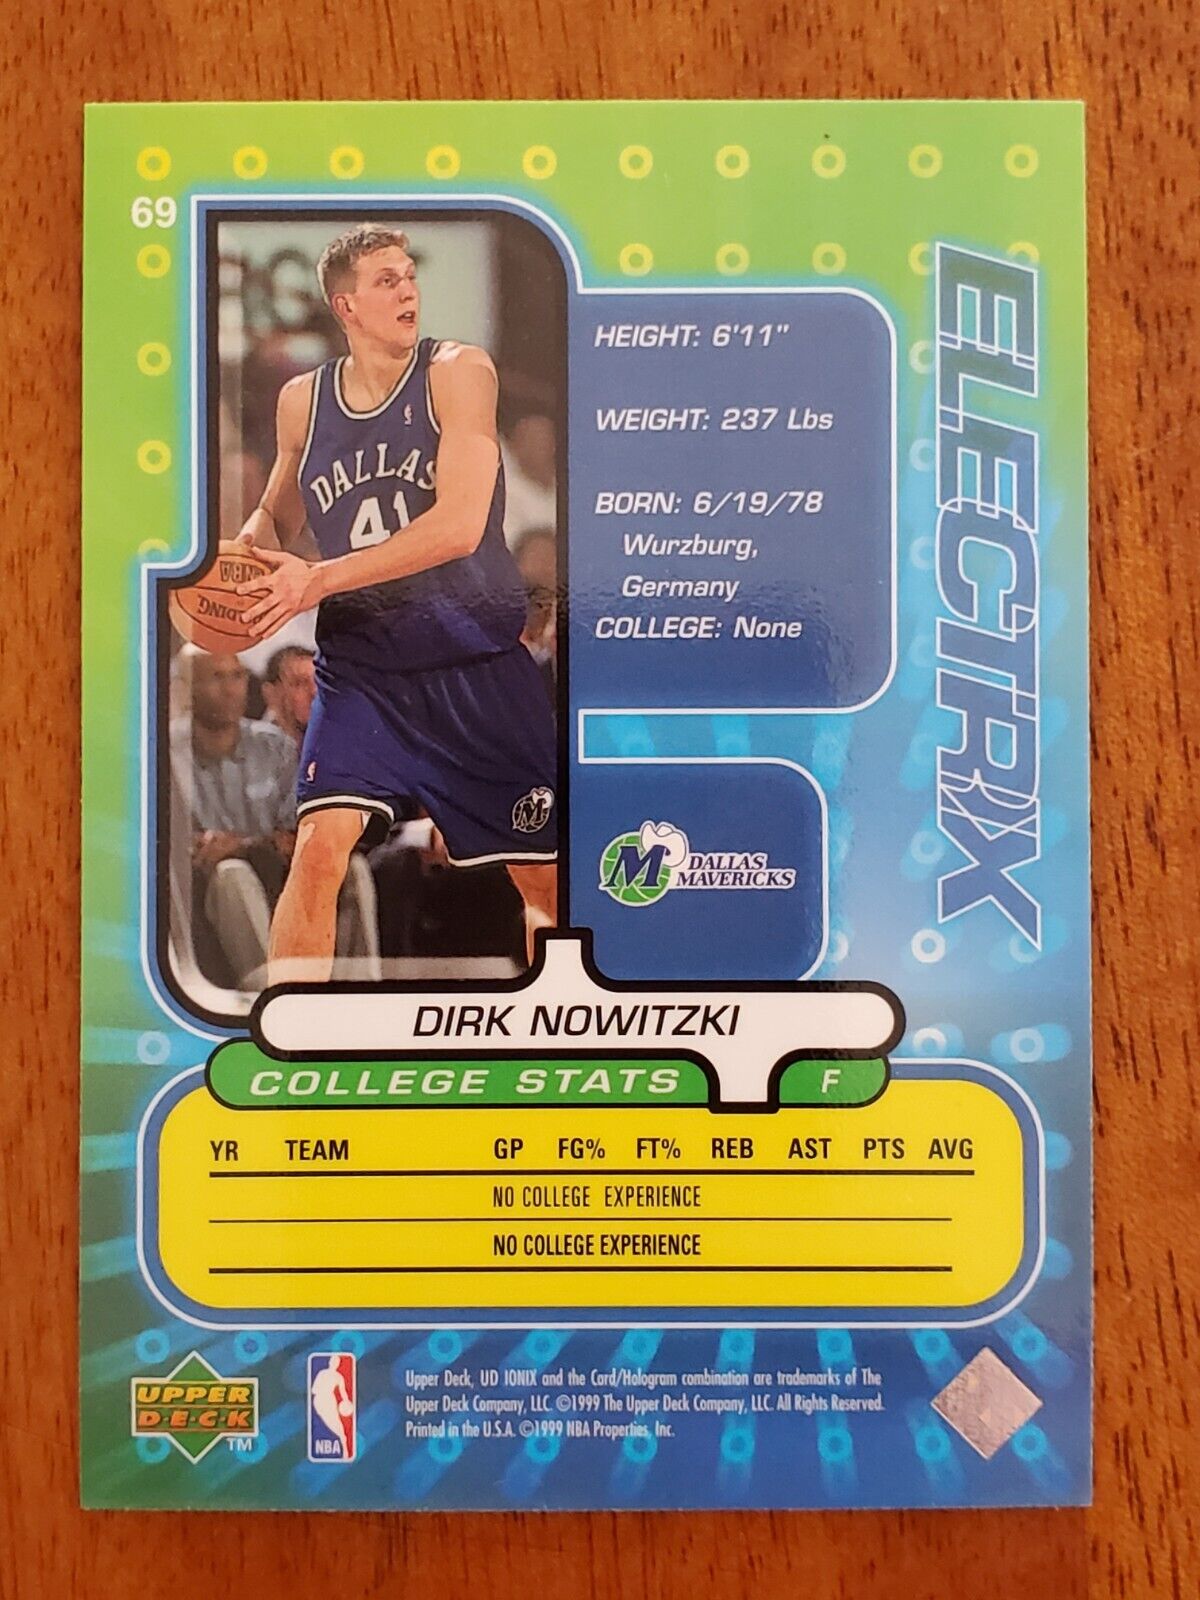 69
HEIGHT: 6'11"
WEIGHT: 237 Lbs
BORN: 6/19/78
Wurzburg,
Germany
COLLEGE: None
ELECTRIX
DALLAS
41
NBA
M
M DALLAS
MAVERICKS
DIRK NOWITZKI
COLLEGE STATS F
YR TEAM GP FG% FT% REB AST PTS AVG
NO COLLEGE EXPERIENCE
NO COLLEGE EXPERIENCE
UPPER
DECK
TM
NBA
Upper Deck, UD IONIX and the Card/Hologram combination are trademarks of The
Upper Deck Company, LLC. ©1999 The Upper Deck Company, LLC. All Rights Reserved.
Printed in the U.S.A. ©1999 NBA Properties, Inc.